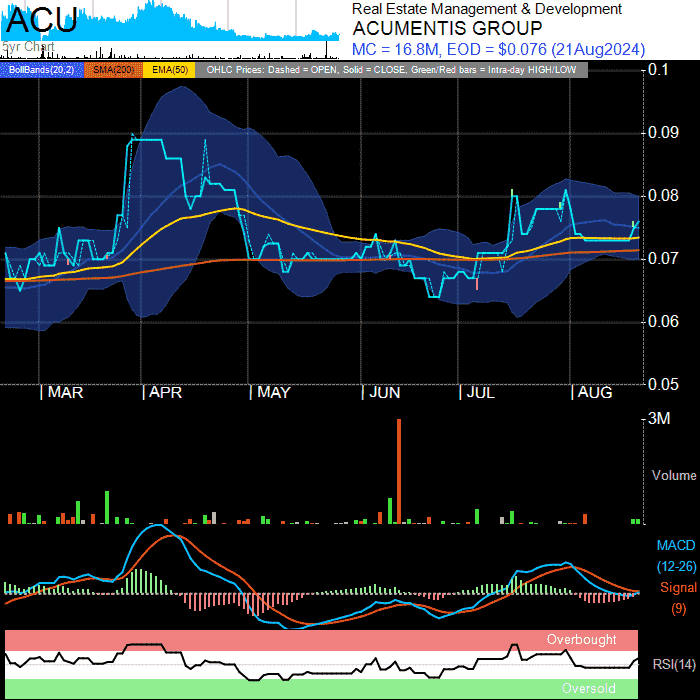 ACU
5yr Chart
Real Estate Management & Development
ACUMENTIS GROUP
MC = 16.8M, EOD = $0.076 (21Aug2024)
BollBands(20,2) SMA(200) EMA(50) OHLC Prices: Dashed = OPEN, Solid = CLOSE, Green/Red bars = Intra-day HIGH/LOW
0.1
0.09
0.08
0.07
0.06
0.05
MAR APR MAY JUN JUL AUG
3M
Volume
MACD
(12-26)
Signal
(9)
Overbought
RSI(14)
Oversold